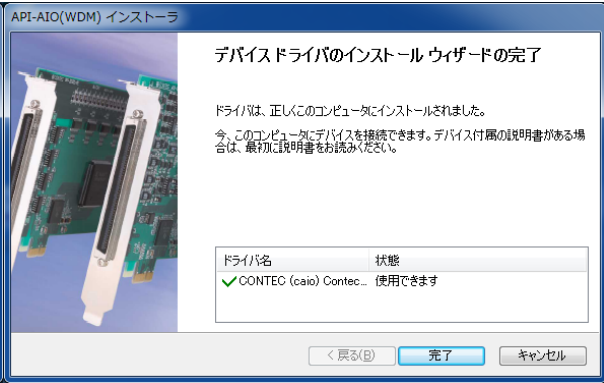 API-AIO(WDM) インストーラ
デバイス ドライバのインストール ウィザードの完了
ドライバは、正しくこのコンピュータにインストールされました。
今、このコンピュータにデバイスを接続できます。デバイス付属の説明書がある場
合は、最初に説明書をお読みください。
ドライバ名 状態
CONTEC (caio) Contec... 使用できます
< 戻る(B) 完了 キャンセル